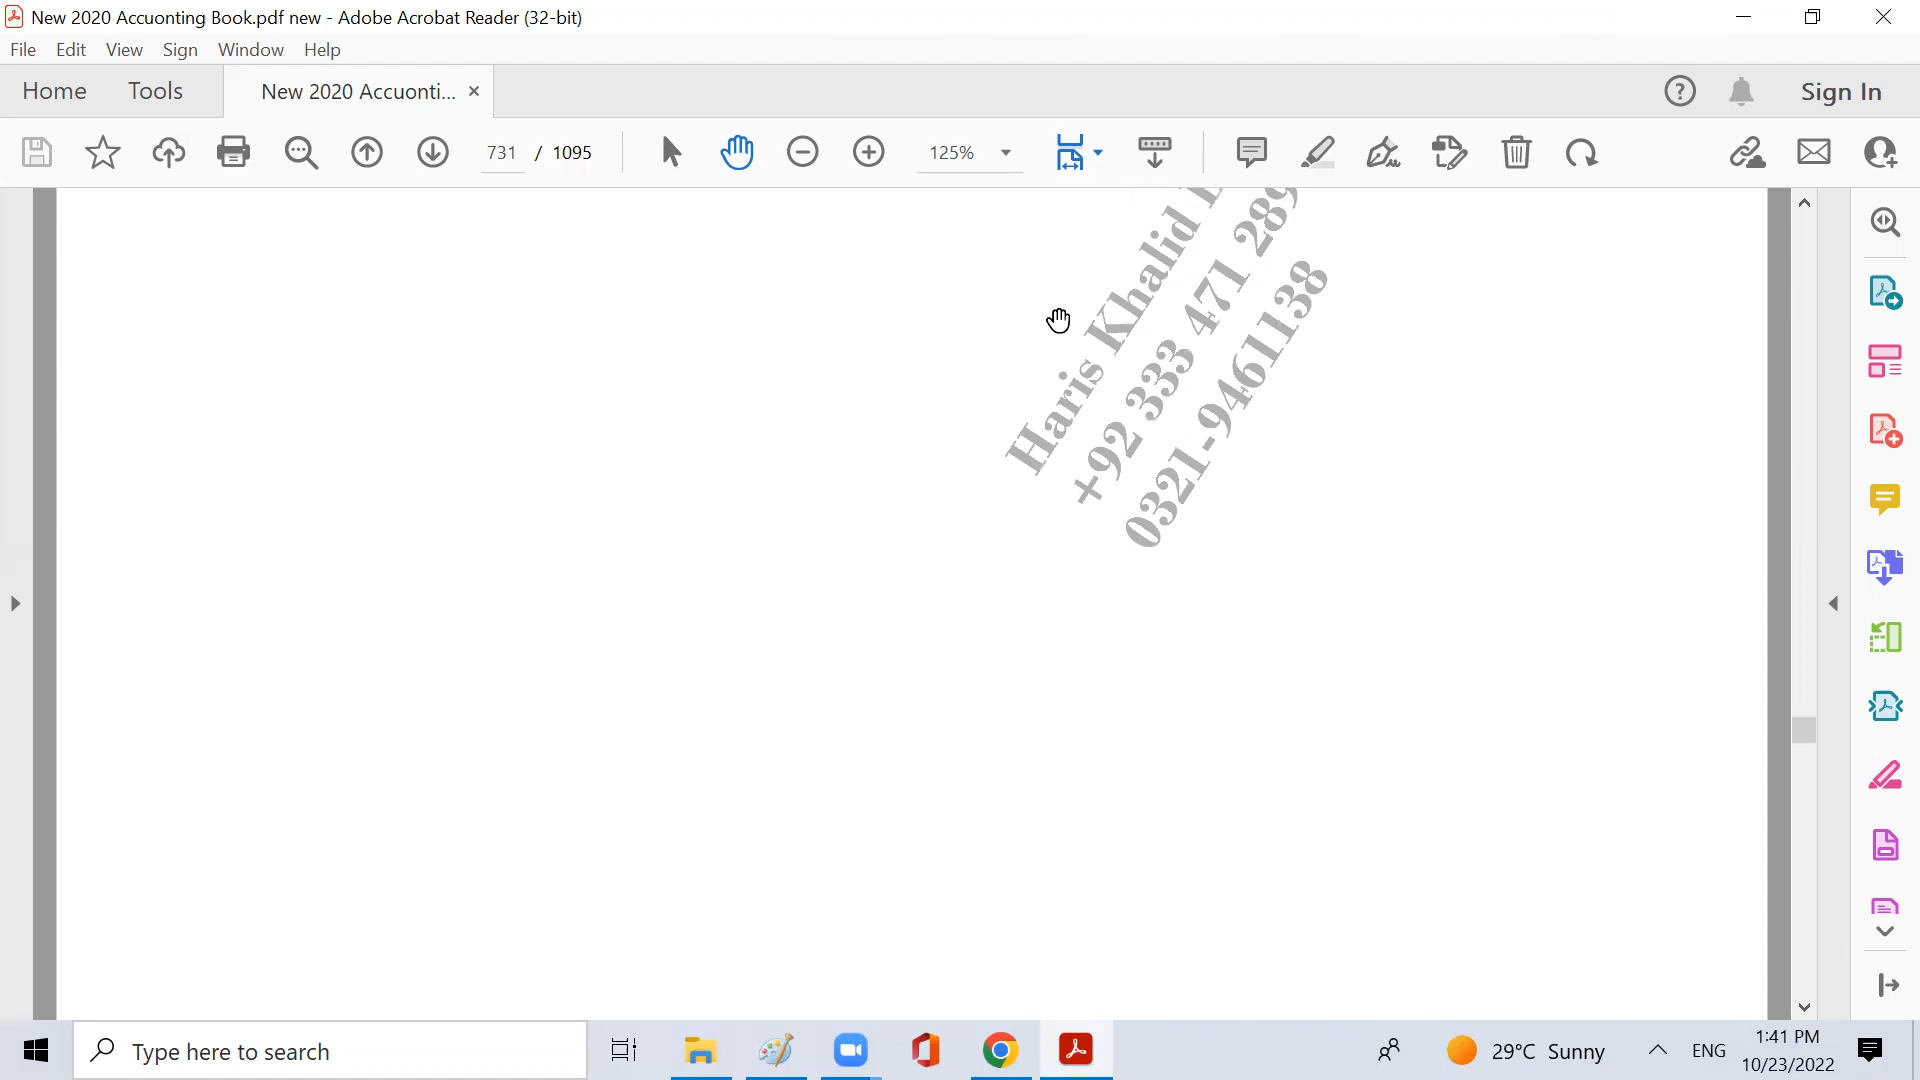 New 2020 Accuonting Book.pdf new - Adobe Acrobat Reader (32-bit)
File Edit View Sign Window Help
Home Tools New 2020 Accuonti... × Sign In
731 / 1095 125%
Haris Khalid
+92 333 471 289
0321-9461138
Type here to search
29°C Sunny ENG 1:41 PM
10/23/2022